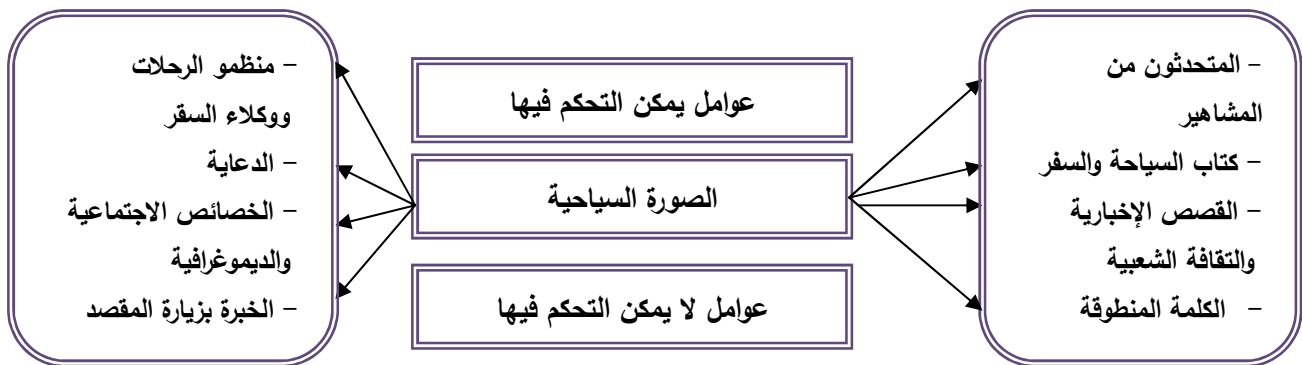 – المتحدثون من
المشاهير
– كتاب السياحة والسفر
– القصص الإخبارية
والتقافة الشعبية
– الكلمة المنطوقة
عوامل يمكن التحكم فيها
الصورة السياحية
عوامل لا يمكن التحكم فيها
– منظمو الرحلات
ووكلاء السقر
– الدعاية
– الخصائص الاجتماعية
والديموغرافية
– الخبرة بزيارة المقصد